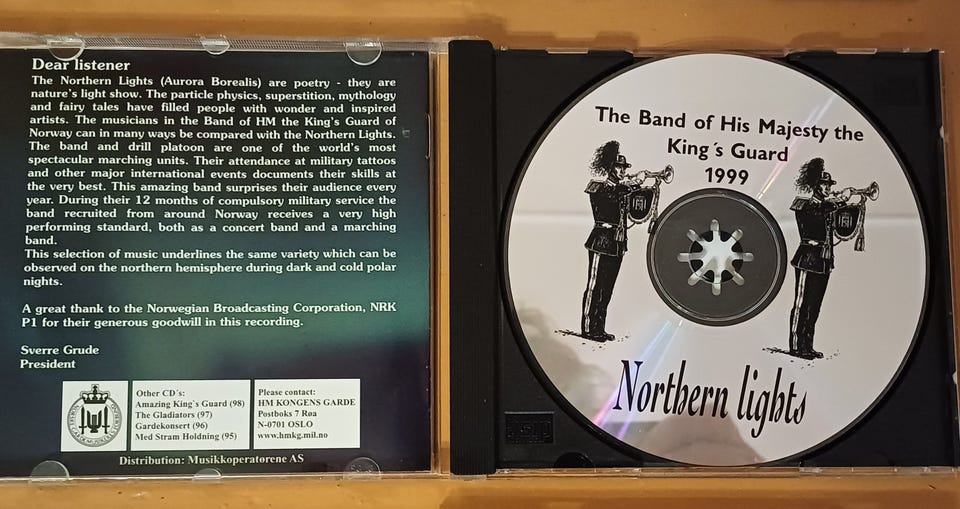 Dear listener
The Northern Lights (Aurora Borealis) are poetry - they are
nature's light show. The particle physics, superstition, mythology
and fairy tales have filled people with wonder and inspired
artists. The musicians in the Band of HM the King's Guard of
Norway can in many ways be compared with the Northern Lights.
The band and drill platoon are one of the world's most
spectacular marching units. Their attendance at military tattoos
and other major international events documents their skills at
the very best. This amazing band surprises their audience every
year. During their 12 months of compulsory military service the
band recruited from around Norway receives a very high
performing standard, both as a concert band and a marching
band.
This selection of music underlines the same variety which can be
observed on the northern hemisphere during dark and cold polar
nights.
A great thank to the Norwegian Broadcasting Corporation, NRK
P1 for their generous goodwill in this recording.
Sverre Grude
President
Other CD´s:
Amazing King´s Guard (98)
The Gladiators (97)
Gardekonsert (96)
Med Stram Holdning (95)
Please contact:
HM KONGENS GARDE
Postboks 7 Røa
N-0701 OSLO
www.hmkg.mil.no
Distribution: Musikkoperatørene AS
The Band of His Majesty the
King´s Guard
1999
Northern lights